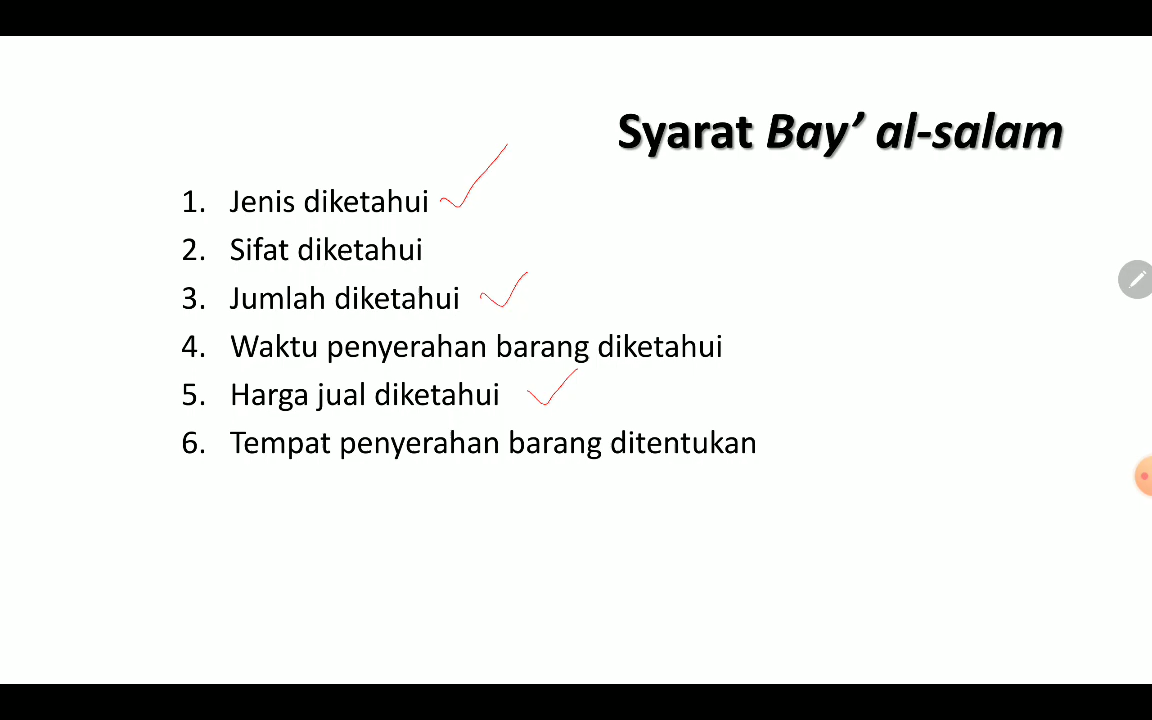 Syarat Bay’ al-salam
1. Jenis diketahui
2. Sifat diketahui
3. Jumlah diketahui
4. Waktu penyerahan barang diketahui
5. Harga jual diketahui
6. Tempat penyerahan barang ditentukan